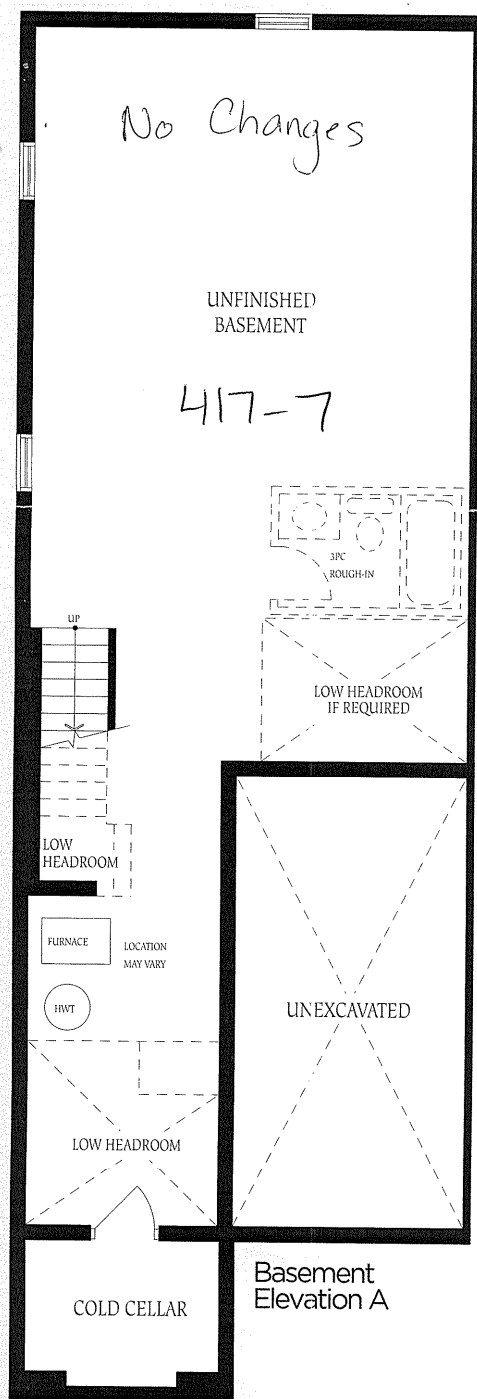 No Changes
UNFINISHED
BASEMENT
417-7
3PC
ROUGH-IN
UP
LOW HEADROOM
IF REQUIRED
LOW
HEADROOM
FURNACE
LOCATION
MAY VARY
HWT
UNEXCAVATED
LOW HEADROOM
COLD CELLAR
Basement
Elevation A